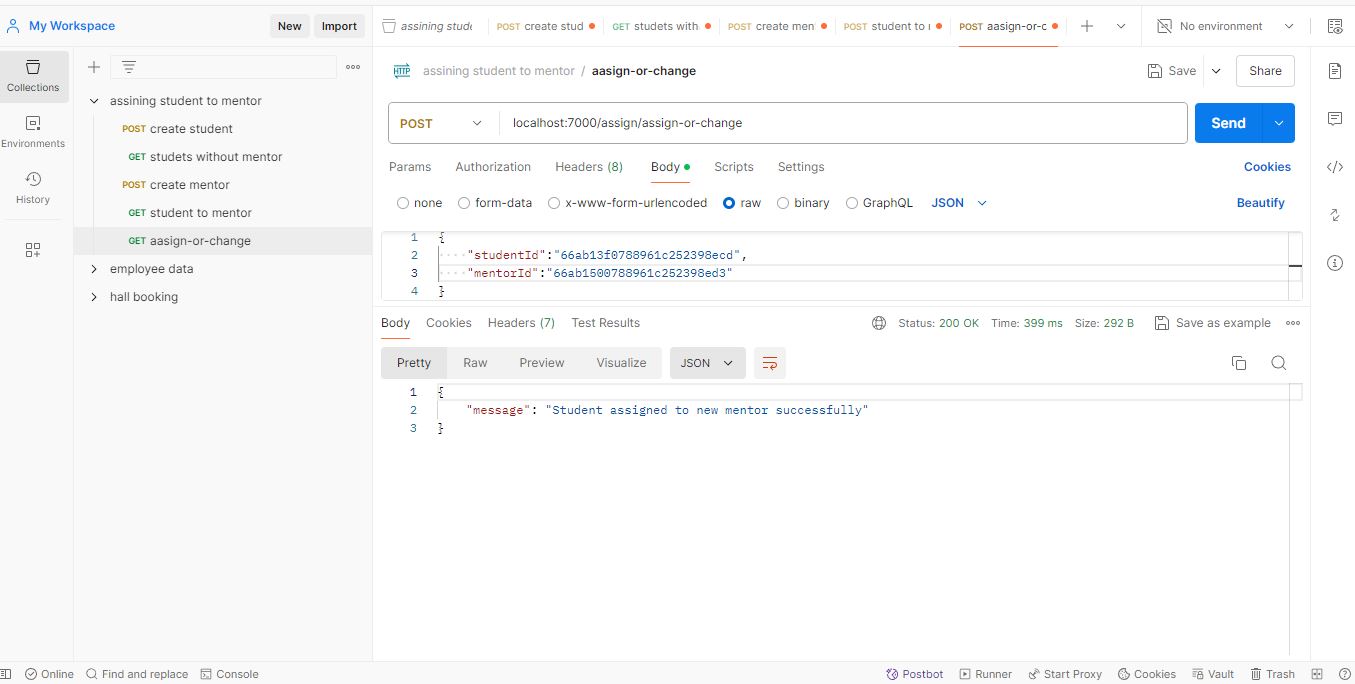 My Workspace
New
Import
assining stude
POST create stud
GET studets with
POST create men
POST student to
POST aasign-or-c
No environment
Collections
Environments
History
assining student to mentor
POST create student
GET studets without mentor
POST create mentor
GET student to mentor
GET aasign-or-change
employee data
hall booking
HTTP assining student to mentor / aasign-or-change
Save
Share
POST
localhost:7000/assign/assign-or-change
Send
Params Authorization Headers (8) Body Scripts Settings
Cookies
none form-data x-www-form-urlencoded raw binary GraphQL JSON
Beautify
1 {
2 ····"studentId":"66ab13f0788961c252398ecd",
3 ····"mentorId":"66ab1500788961c252398ed3"
4 }
Body Cookies Headers (7) Test Results
Status: 200 OK Time: 399 ms Size: 292 B
Save as example
Pretty Raw Preview Visualize JSON
1 {
2 "message": "Student assigned to new mentor successfully"
3 }
Online
Find and replace
Console
Postbot
Runner
Start Proxy
Cookies
Vault
Trash